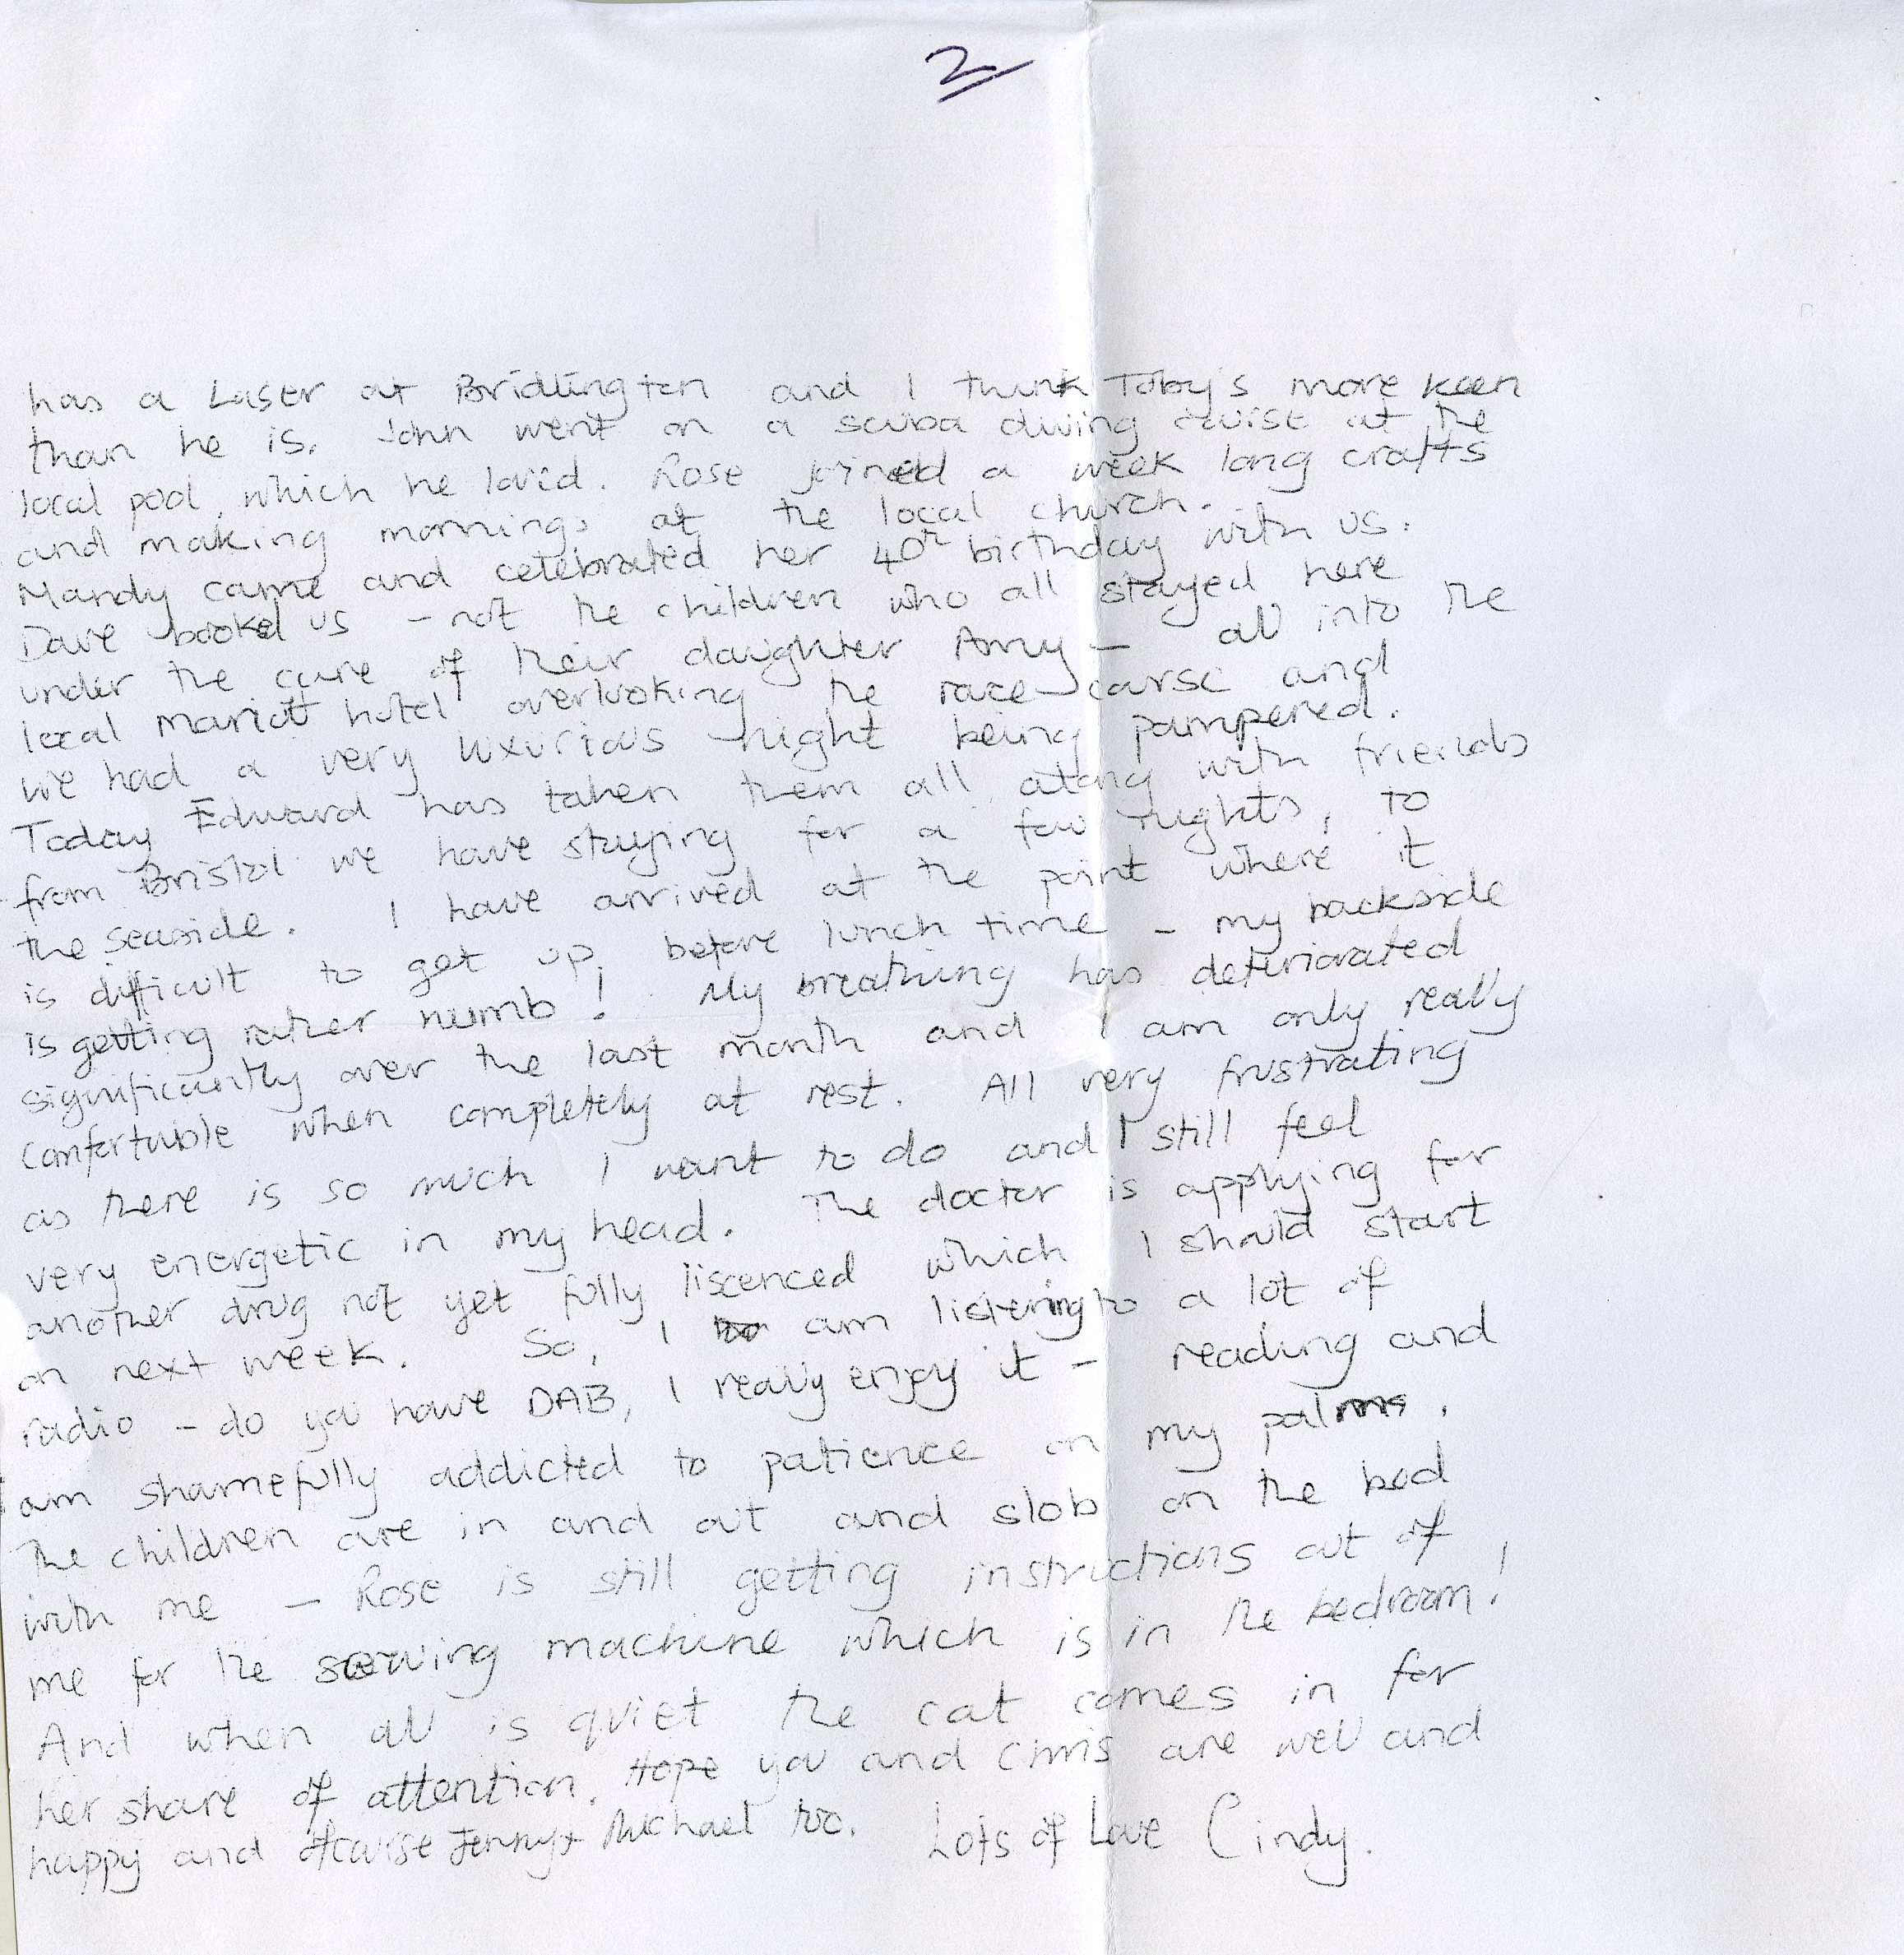 2
has a Laser at Bridlington and I think Toby's more keen
than he is. John went on a scuba diving course at the
local pool, which he lov'd. Rose joined a week long crafts
and making mornings at the local church.
Mandy came and celebrated her 40th birthday with us.
Dave booked us - not the children who all stayed here
under the care of their daughter Amy - all into the
local Mariott hotel overlooking the race course and
we had a very luxurious night being pampered.
Today Edward has taken them all, along with friends
from Bristol we have staying for a few nights, to
the seaside. I have arrived at the point where it
is difficult to get up before lunch time - my backside
is getting rather numb! My breathing has deteriorated
significantly over the last month and I am only really
comfortable when completely at rest. All very frustrating
as there is so much I want to do and I still feel
very energetic in my head. The doctor is applying for
another drug not yet fully liscenced which I should start
on next week. So, I am listening to a lot of
radio - do you have DAB, I really enjoy it - reading and
am shamefully addicted to patience on my palm.
The children are in and out and slob on the bed
with me - Rose is still getting instructions out of
me for the sewing machine which is in the bedroom!
And when all is quiet the cat comes in for
her share of attention. Hope you and Chris are well and
happy and Jenny + Michael too. Lots of Love Cindy.